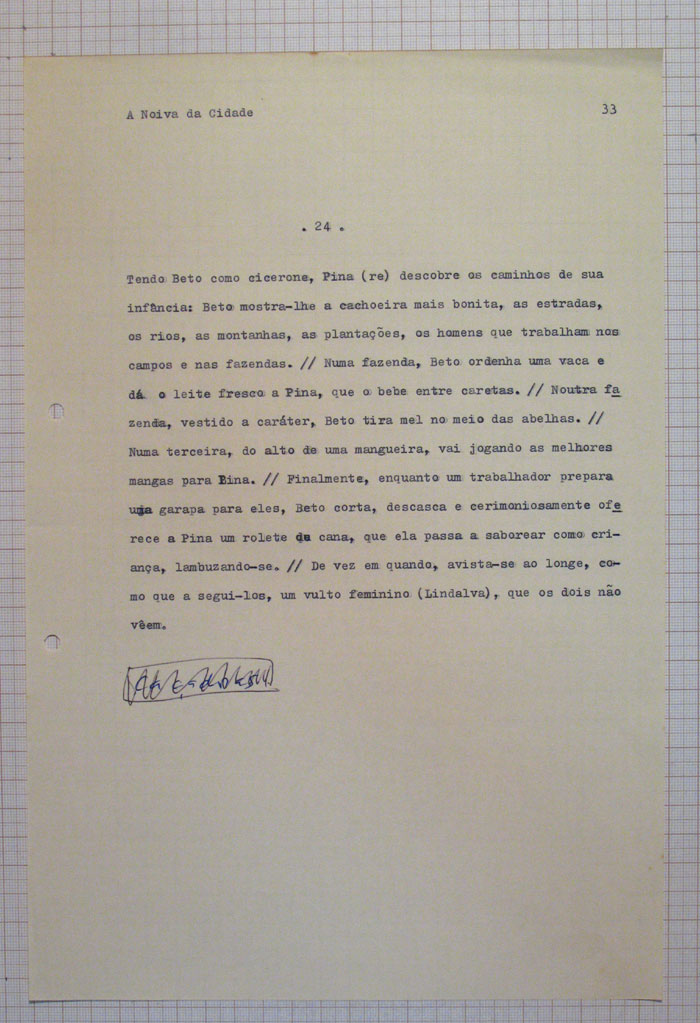 A Noiva da Cidade 33
. 24 .
Tendo Beto como cicerone, Pina (re) descobre os caminhos de sua
infância: Beto mostra-lhe a cachoeira mais bonita, as estradas,
os rios, as montanhas, as plantações, os homens que trabalham nos
campos e nas fazendas. // Numa fazenda, Beto ordenha uma vaca e
dá o leite fresco a Pina, que o bebe entre caretas. // Noutra fa
zenda, vestido a caráter, Beto tira mel no meio das abelhas. //
Numa terceira, do alto de uma mangueira, vai jogando as melhores
mangas para Pina. // Finalmente, enquanto um trabalhador prepara
uma garapa para eles, Beto corta, descasca e cerimoniosamente ofe
rece a Pina um rolete de cana, que ela passa a saborear como cri-
ança, lambuzando-se. // De vez em quando, avista-se ao longe, co-
mo que a segui-los, um vulto feminino (Lindalva), que os dois não
vêem.